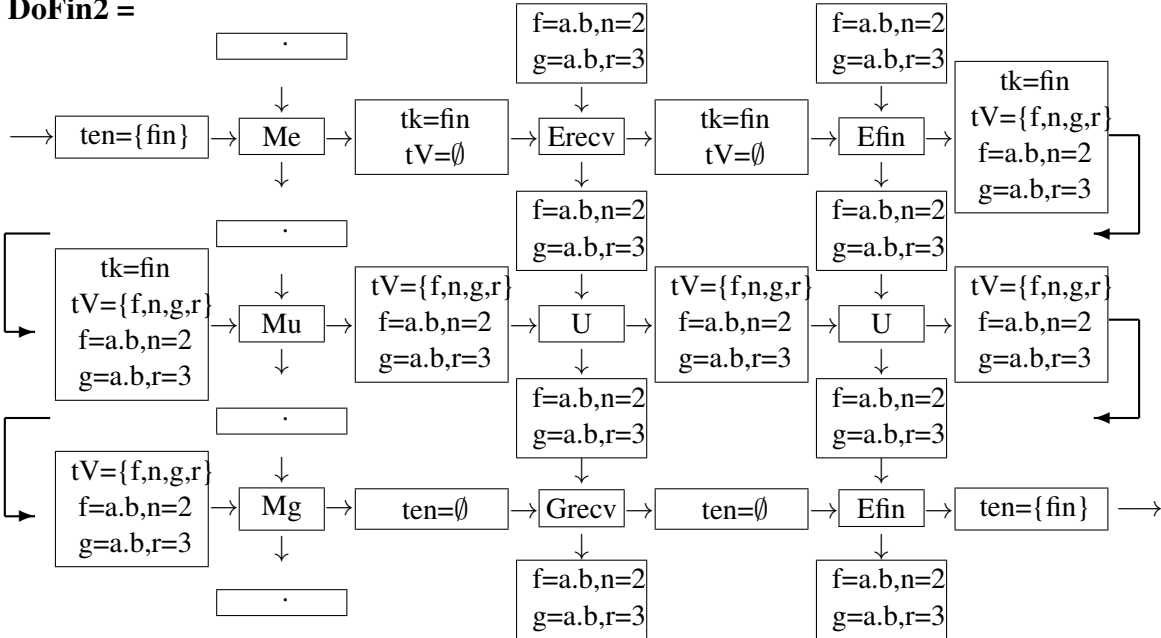 DoFin2 =
f=a.b,n=2
g=a.b,r=3
f=a.b,n=2
g=a.b,r=3
.
ten={fin}
Me
tk=fin
tV=∅
Erecv
tk=fin
tV=∅
Efin
tk=fin
tV={f,n,g,r}
f=a.b,n=2
g=a.b,r=3
.
f=a.b,n=2
g=a.b,r=3
f=a.b,n=2
g=a.b,r=3
tk=fin
tV={f,n,g,r}
f=a.b,n=2
g=a.b,r=3
Mu
tV={f,n,g,r}
f=a.b,n=2
g=a.b,r=3
U
tV={f,n,g,r}
f=a.b,n=2
g=a.b,r=3
U
tV={f,n,g,r}
f=a.b,n=2
g=a.b,r=3
.
f=a.b,n=2
g=a.b,r=3
f=a.b,n=2
g=a.b,r=3
tV={f,n,g,r}
f=a.b,n=2
g=a.b,r=3
Mg
ten=∅
Grecv
ten=∅
Efin
ten={fin}
.
f=a.b,n=2
g=a.b,r=3
f=a.b,n=2
g=a.b,r=3